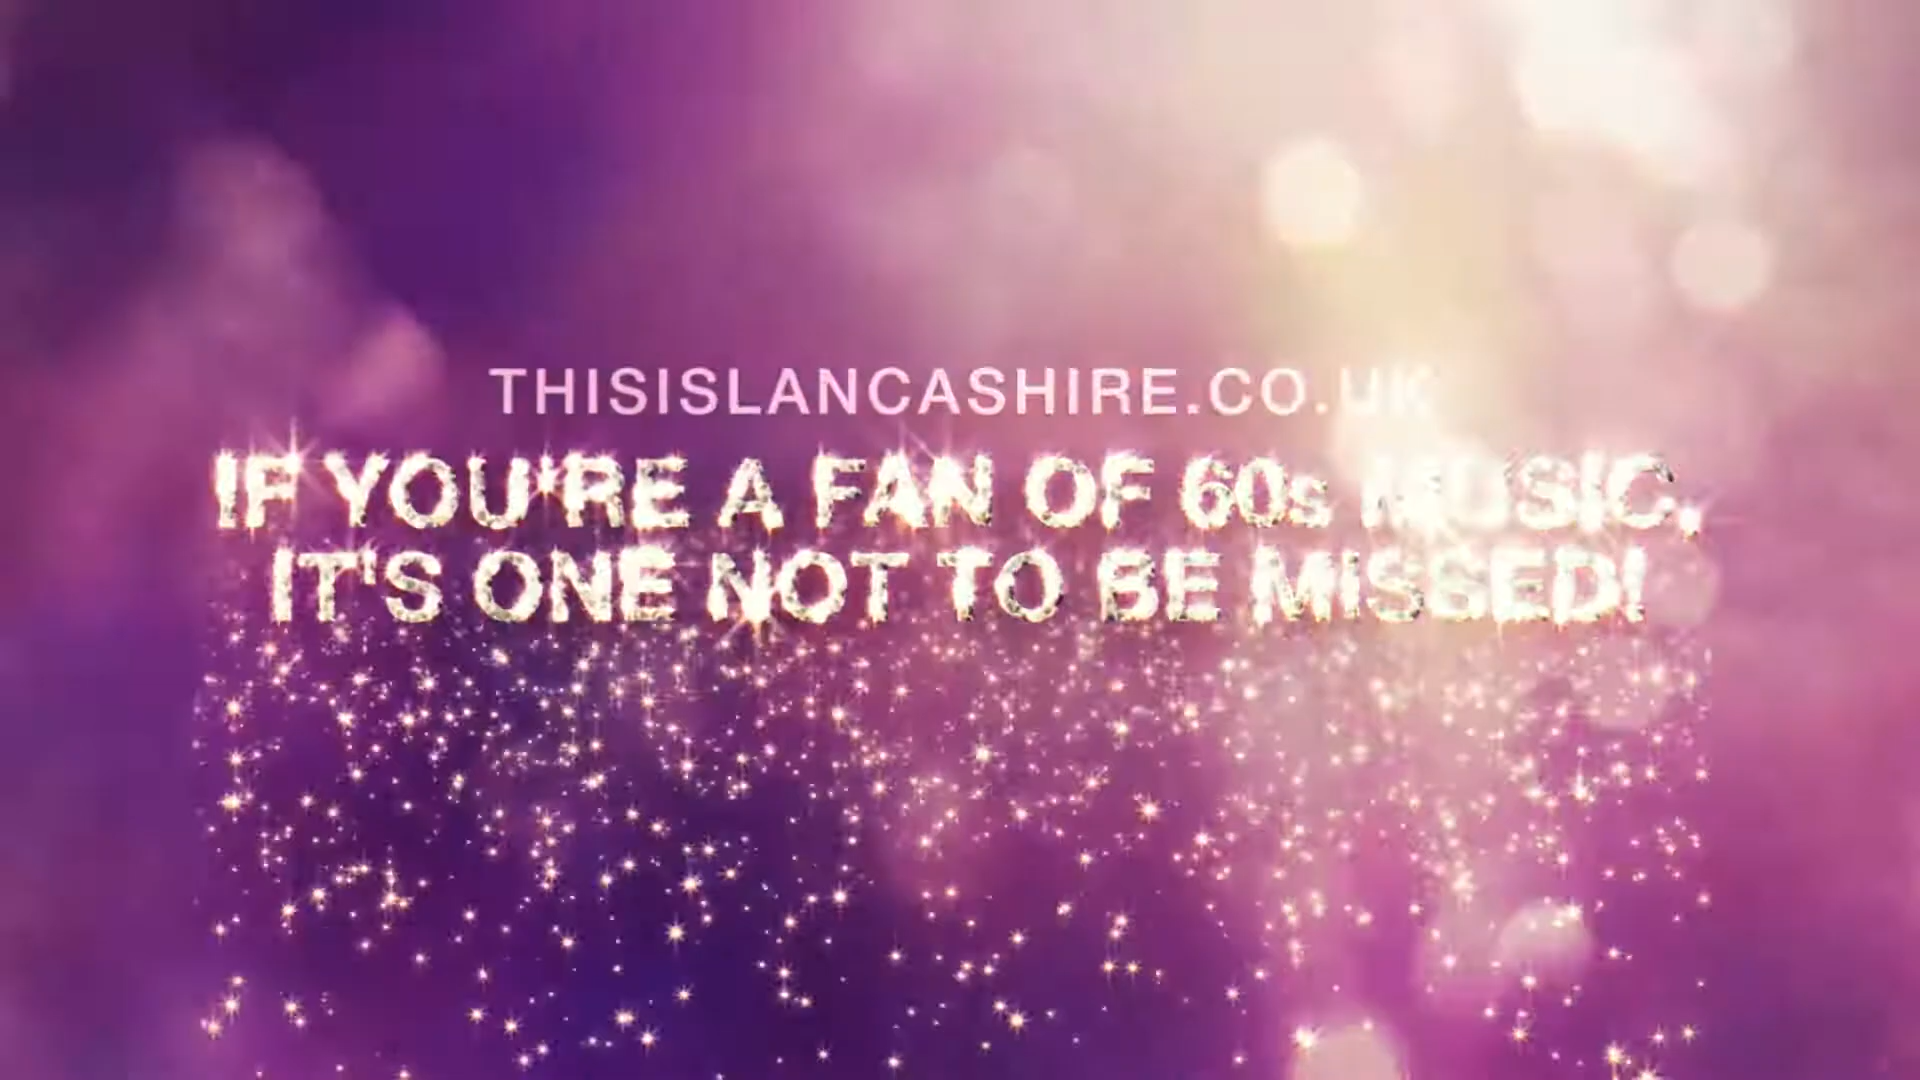 THISISLANCASHIRE.CO.UK
IF YOU'RE A FAN OF 60s MUSIC,
IT'S ONE NOT TO BE MISSED!